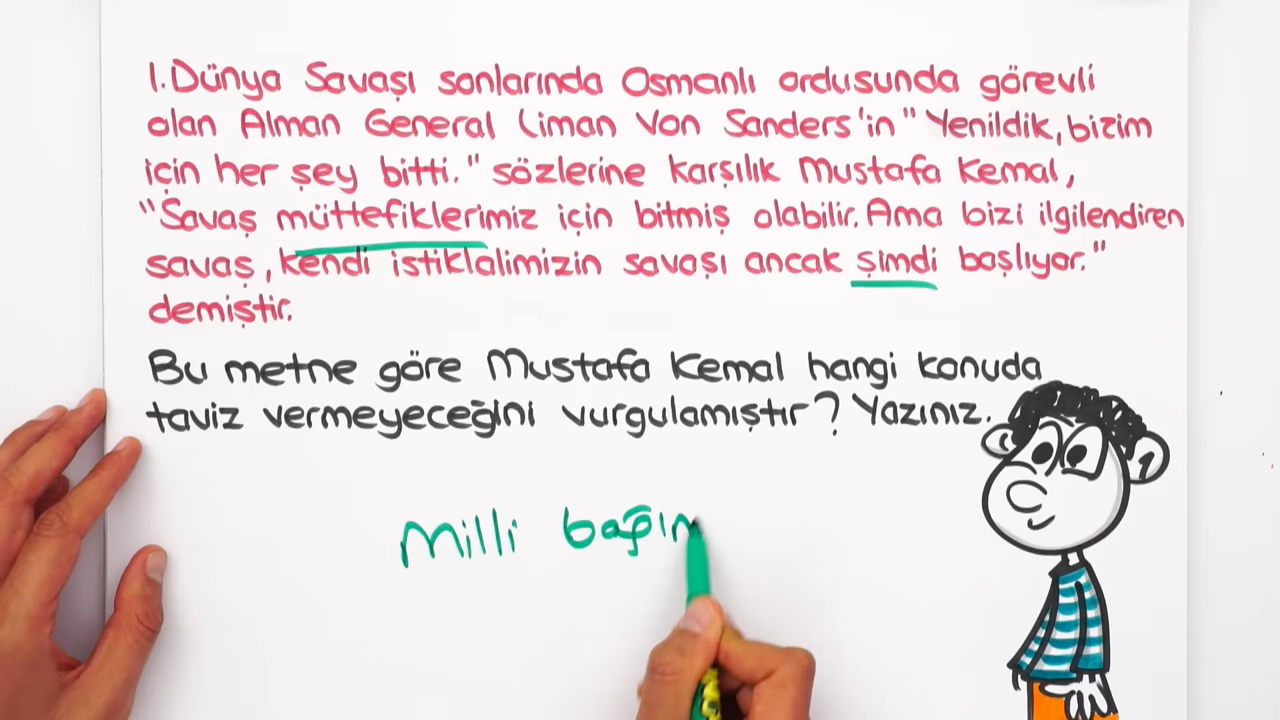 1. Dünya Savaşı sonlarında Osmanlı ordusunda görevli
olan Alman General Liman Von Sanders'in "Yenildik, bizim
için her şey bitti." sözlerine karşılık Mustafa Kemal,
"Savaş müttefiklerimiz için bitmiş olabilir. Ama bizi ilgilendiren
savaş, kendi istiklalimizin savaşı ancak şimdi başlıyor."
demiştir.
Bu metne göre Mustafa Kemal hangi konuda
taviz vermeyeceğini vurgulamıştır? Yazınız.
Milli bağım